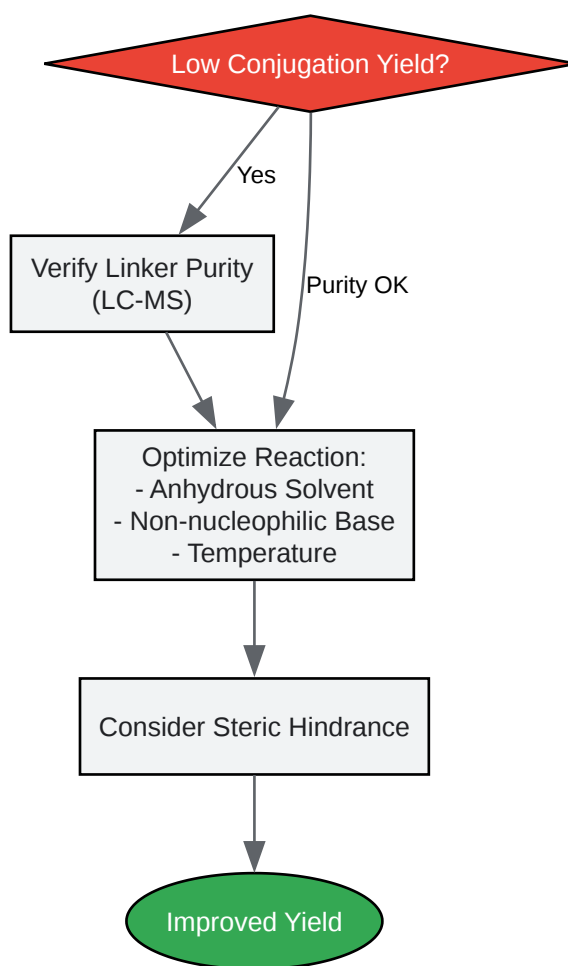 Low Conjugation Yield?
Yes
Verify Linker Purity
(LC-MS)
Purity OK
Optimize Reaction:
- Anhydrous Solvent
- Non-nucleophilic Base
- Temperature
Consider Steric Hindrance
Improved Yield